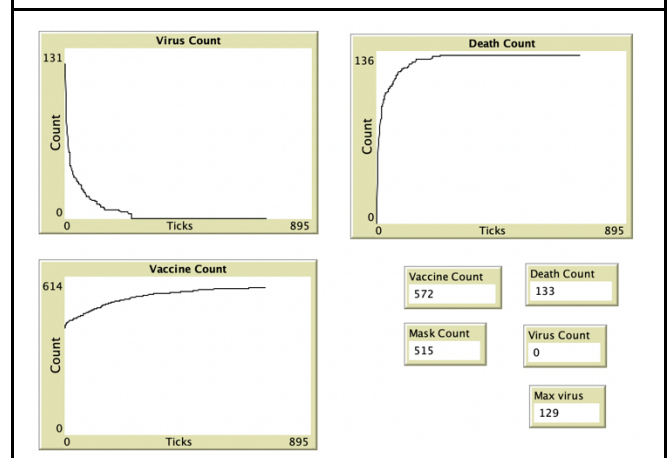 Virus Count
131
Count
0
0
Ticks
895
Death Count
136
Count
0
0
Ticks
895
Vaccine Count
614
Count
0
0
Ticks
895
Vaccine Count
572
Death Count
133
Mask Count
515
Virus Count
0
Max virus
129